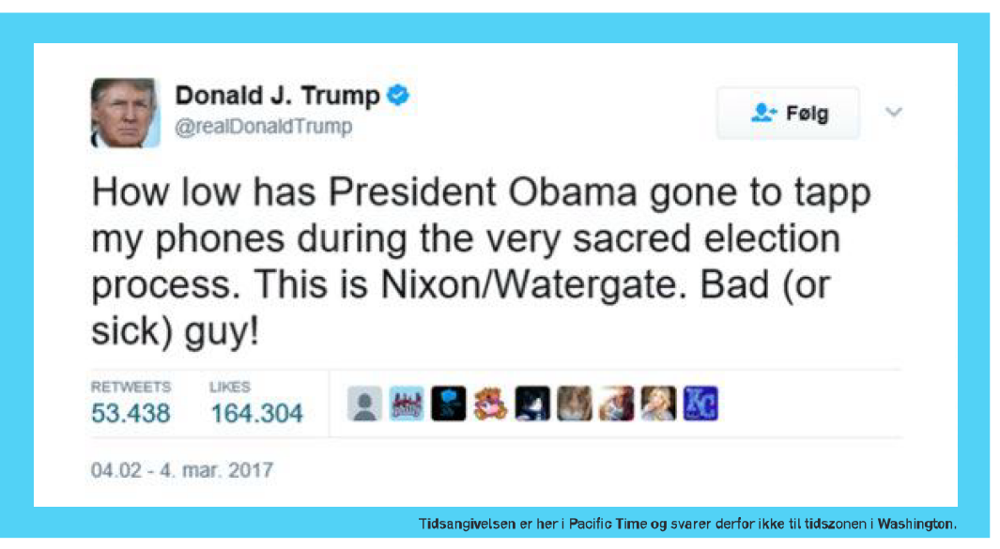 Donald J. Trump
@realDonaldTrump
Følg
How low has President Obama gone to tapp
my phones during the very sacred election
process. This is Nixon/Watergate. Bad (or
sick) guy!
RETWEETS LIKES
53.438 164.304
KC
04.02 - 4. mar. 2017
Tidsangivelsen er her i Pacific Time og svarer derfor ikke til tidszonen i Washington.